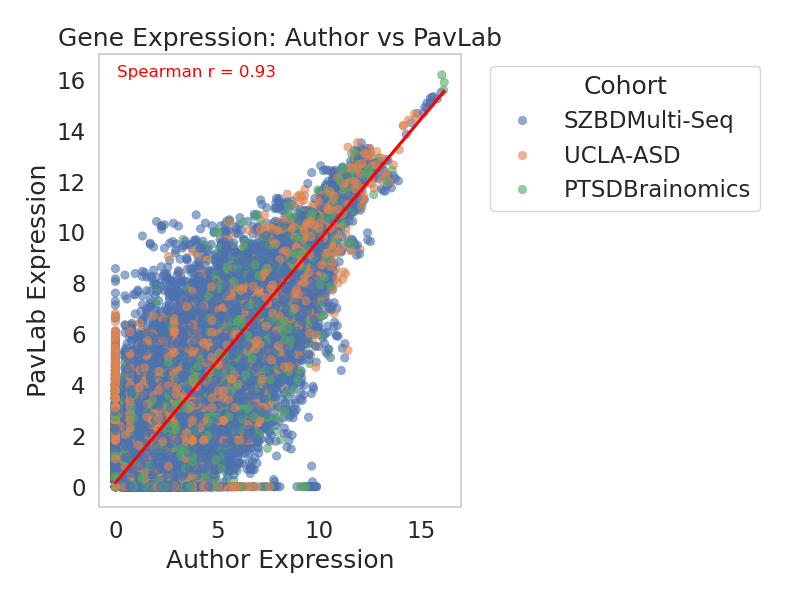 Gene Expression: Author vs PavLab
Spearman r = 0.93
PavLab Expression
16
14
12
10
8
6
4
2
0
0 5 10 15
Author Expression
Cohort
SZBDMulti-Seq
UCLA-ASD
PTSDBrainomics